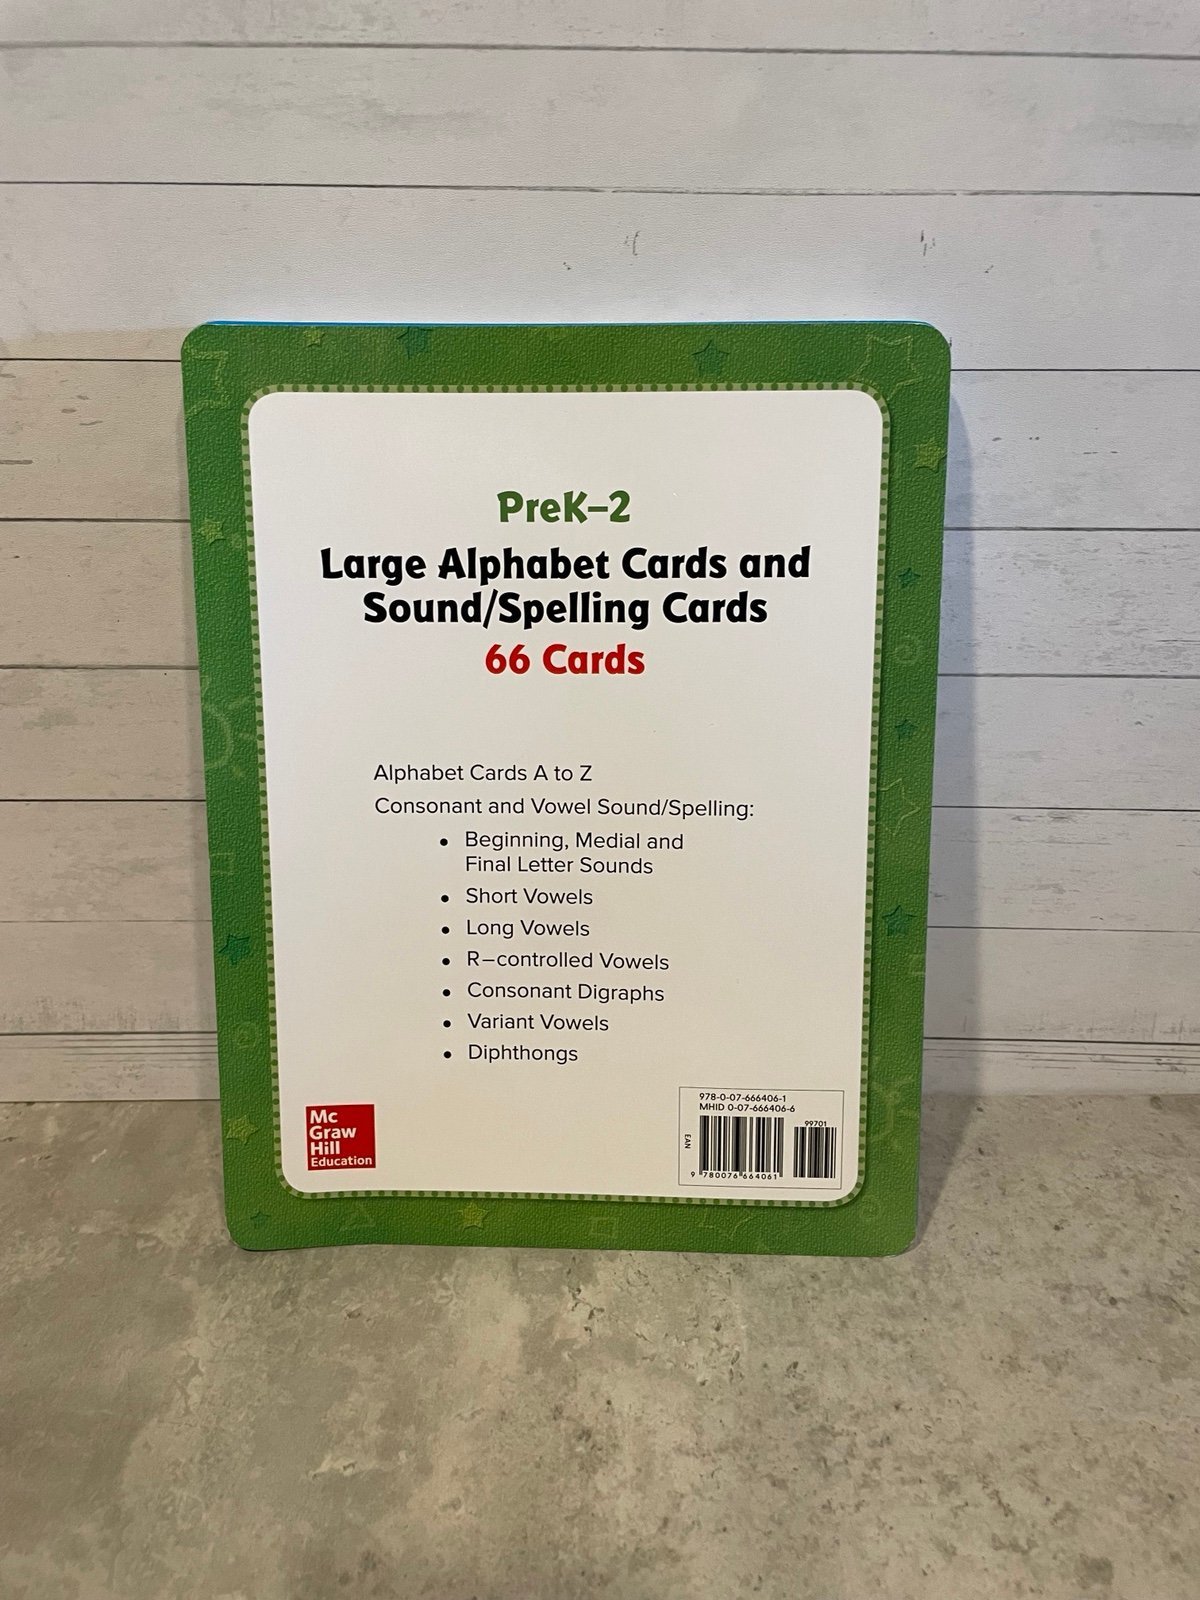 PreK–2
Large Alphabet Cards and
Sound/Spelling Cards
66 Cards
Alphabet Cards A to Z
Consonant and Vowel Sound/Spelling:
• Beginning, Medial and
Final Letter Sounds
• Short Vowels
• Long Vowels
• R–controlled Vowels
• Consonant Digraphs
• Variant Vowels
• Diphthongs
Mc
Graw
Hill
Education
978-0-07-666406-1
MHID 0-07-666406-6
99701
EAN
9 780076 664061